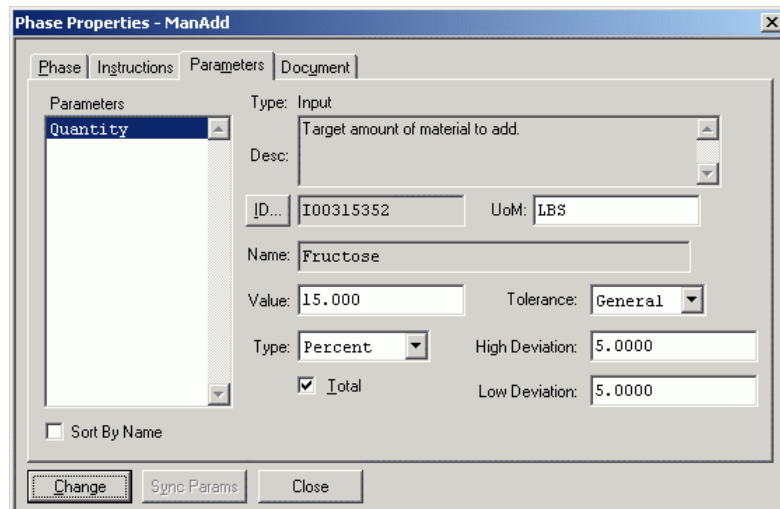 Phase Properties - ManAdd
Phase Instructions Parameters Document
Parameters
Quantity
Type: Input
Desc: Target amount of material to add.
ID... I00315352 UoM: LBS
Name: Fructose
Value: 15.000 Tolerance: General
Type: Percent High Deviation: 5.0000
Total Low Deviation: 5.0000
Sort By Name
Change Sync Params Close